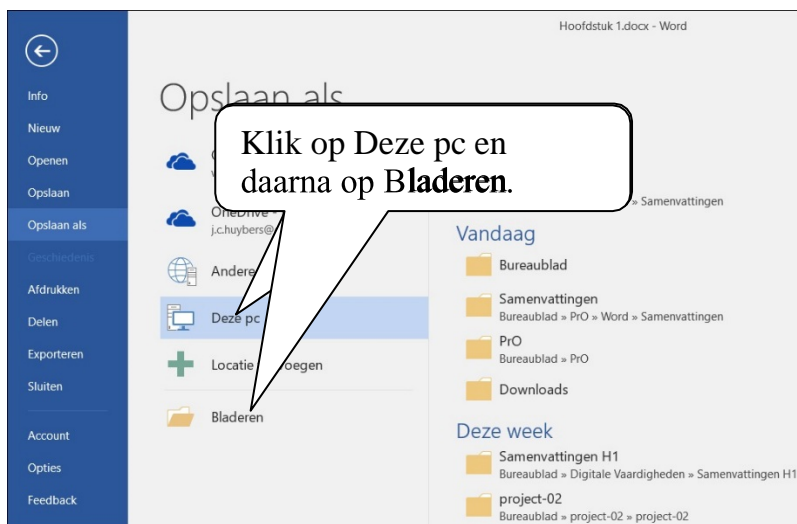 Hoofdstuk 1.docx - Word
Info
Nieuw
Openen
Opslaan
Opslaan als
Geschiedenis
Afdrukken
Delen
Exporteren
Sluiten
Account
Opties
Feedback
Opslaan als
Klik op Deze pc en
daarna op Bladeren.
OneDrive -
j.c.huybers@
Andere
Deze pc
Locatie
Bladeren
» Samenvattingen
Vandaag
Bureaublad
Samenvattingen
Bureaublad » PrO » Word » Samenvattingen
PrO
Bureaublad » PrO
Downloads
Deze week
Samenvattingen H1
Bureaublad » Digitale Vaardigheden » Samenvattingen H1
project-02
Bureaublad » project-02 » project-02